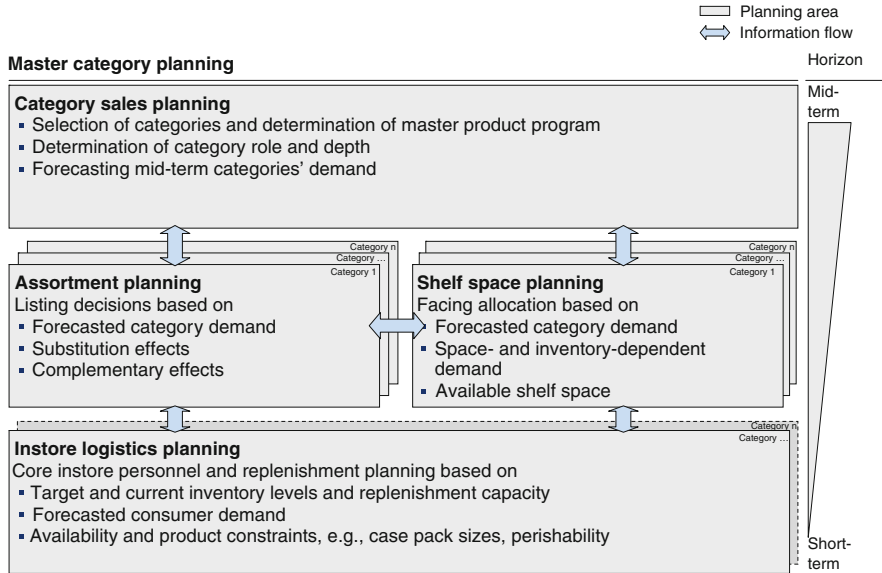 Planning area
Information flow
Master category planning
Horizon
Category sales planning
▪ Selection of categories and determination of master product program
▪ Determination of category role and depth
▪ Forecasting mid-term categories' demand
Mid-
term
Category n
Category ...
Category 1
Assortment planning
Listing decisions based on
▪ Forecasted category demand
▪ Substitution effects
▪ Complementary effects
Category n
Category ...
Category 1
Shelf space planning
Facing allocation based on
▪ Forecasted category demand
▪ Space- and inventory-dependent
demand
▪ Available shelf space
Category n
Category ...
Instore logistics planning
Core instore personnel and replenishment planning based on
▪ Target and current inventory levels and replenishment capacity
▪ Forecasted consumer demand
▪ Availability and product constraints, e.g., case pack sizes, perishability
Short-
term